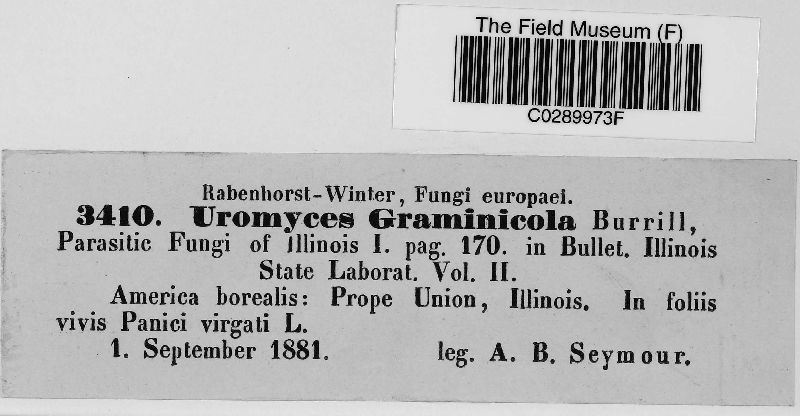 The Field Museum (F)
C0289973F
Rabenhorst-Winter, Fungi europaei.
3410. Uromyces Graminicola Burrill,
Parasitic Fungi of Illinois I. pag. 170. in Bullet. Illinois
State Laborat. Vol. II.
America borealis: Prope Union, Illinois. In foliis
vivis Panici virgati L.
1. September 1881. leg. A. B. Seymour.